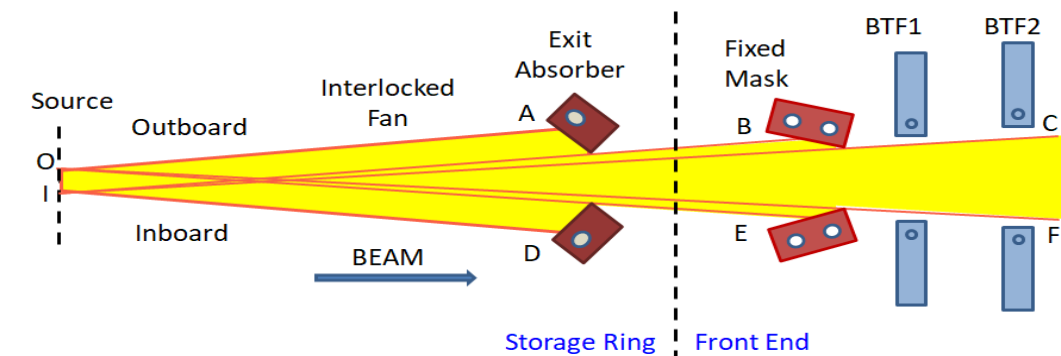 BTF1
BTF2
Exit
Absorber
Fixed
Mask
Interlocked
Fan
Source
Outboard
A
B
C
O
I
Inboard
D
E
F
BEAM
Storage Ring
Front End